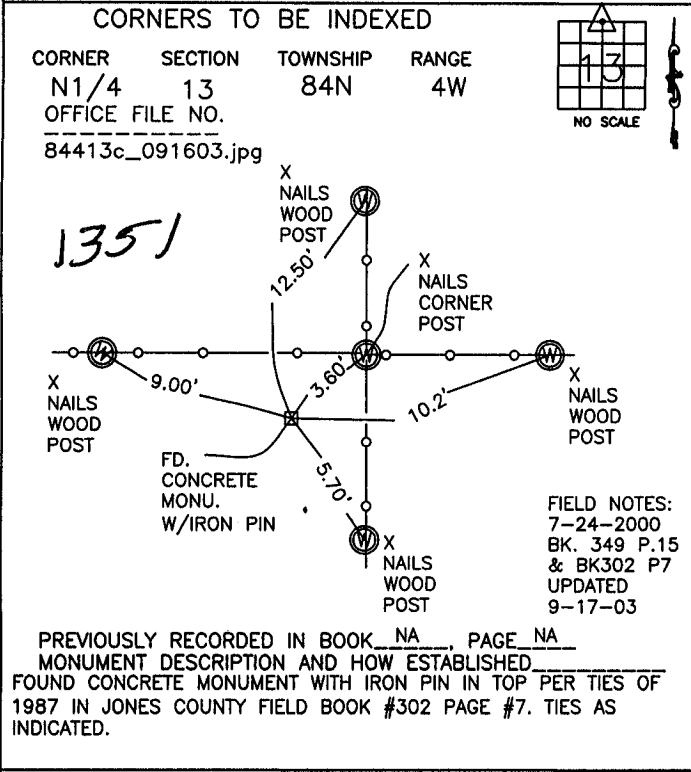 CORNERS TO BE INDEXED
CORNER SECTION TOWNSHIP RANGE
N1/4 13 84N 4W
OFFICE FILE NO.
84413c_091603.jpg
13
NO SCALE
1351
X
NAILS
WOOD
POST
12.50'
X
NAILS
CORNER
POST
X
NAILS
WOOD
POST
9.00'
3.60'
10.2'
X
NAILS
WOOD
POST
FD.
CONCRETE
MONU.
W/IRON PIN
5.70'
X
NAILS
WOOD
POST
FIELD NOTES:
7-24-2000
BK. 349 P.15
& BK302 P7
UPDATED
9-17-03
W
W
W
W
W
PREVIOUSLY RECORDED IN BOOK NA, PAGE NA
MONUMENT DESCRIPTION AND HOW ESTABLISHED
FOUND CONCRETE MONUMENT WITH IRON PIN IN TOP PER TIES OF
1987 IN JONES COUNTY FIELD BOOK #302 PAGE #7. TIES AS
INDICATED.